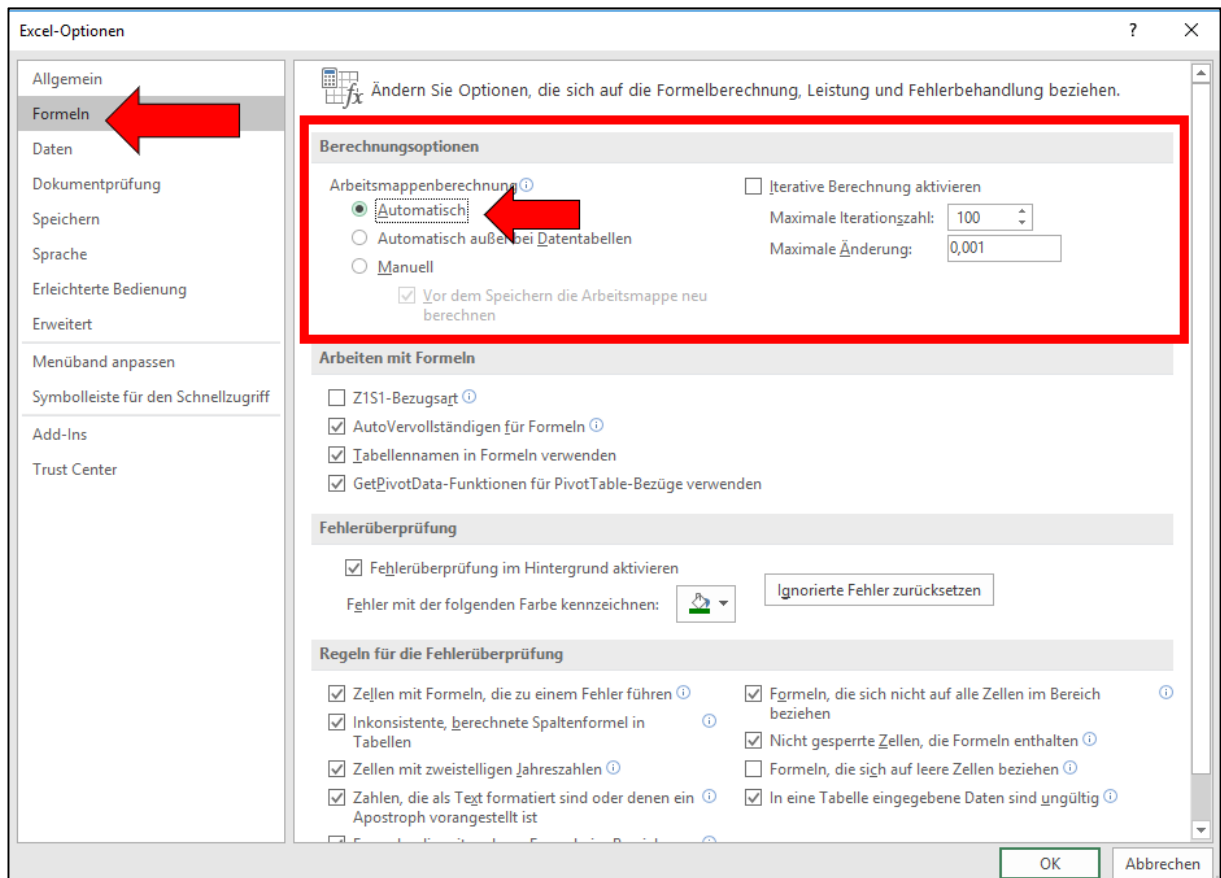 Excel-Optionen
?
Allgemein
Formeln
Daten
Dokumentprüfung
Speichern
Sprache
Erleichterte Bedienung
Erweitert
Menüband anpassen
Symbolleiste für den Schnellzugriff
Add-Ins
Trust Center
fx Ändern Sie Optionen, die sich auf die Formelberechnung, Leistung und Fehlerbehandlung beziehen.
Berechnungsoptionen
Arbeitsmappenberechnung
Automatisch
Automatisch außer bei Datentabellen
Manuell
Vor dem Speichern die Arbeitsmappe neu
berechnen
Iterative Berechnung aktivieren
Maximale Iterationszahl: 100
Maximale Änderung: 0,001
Arbeiten mit Formeln
Z1S1-Bezugsart
AutoVervollständigen für Formeln
Tabellennamen in Formeln verwenden
GetPivotData-Funktionen für PivotTable-Bezüge verwenden
Fehlerüberprüfung
Fehlerüberprüfung im Hintergrund aktivieren
Fehler mit der folgenden Farbe kennzeichnen:
Ignorierte Fehler zurücksetzen
Regeln für die Fehlerüberprüfung
Zellen mit Formeln, die zu einem Fehler führen
Inkonsistente, berechnete Spaltenformel in
Tabellen
Zellen mit zweistelligen Jahreszahlen
Zahlen, die als Text formatiert sind oder denen ein
Apostroph vorangestellt ist
Formeln, die sich nicht auf alle Zellen im Bereich
beziehen
Nicht gesperrte Zellen, die Formeln enthalten
Formeln, die sich auf leere Zellen beziehen
In eine Tabelle eingegebene Daten sind ungültig
OK
Abbrechen